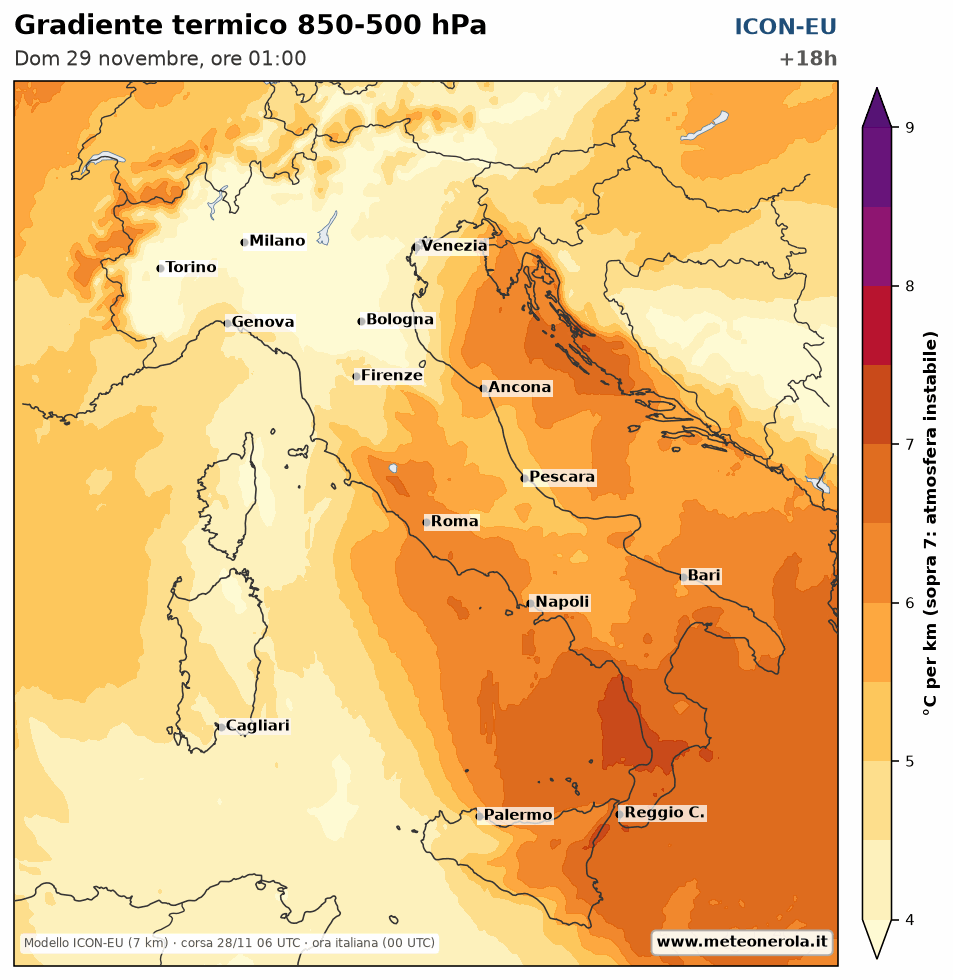 Gradiente termico 850-500 hPa
ICON-EU
Dom 29 novembre, ore 01:00
+18h
Milano
Venezia
Torino
Genova
Bologna
Firenze
Ancona
Pescara
Roma
Bari
Napoli
Cagliari
Palermo
Reggio C.
9
8
7
6
5
4
°C per km (sopra 7: atmosfera instabile)
Modello ICON-EU (7 km) · corsa 28/11 06 UTC · ora italiana (00 UTC)
www.meteonerola.it